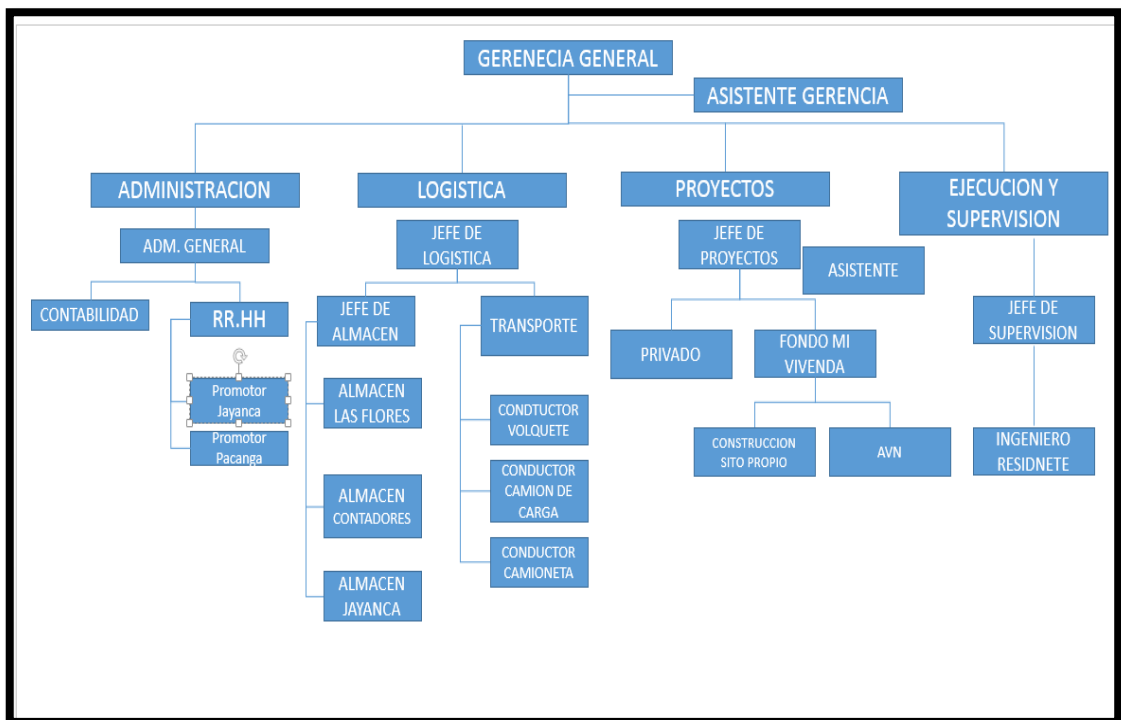 GERENECIA GENERAL
ASISTENTE GERENCIA
ADMINISTRACION
LOGISTICA
PROYECTOS
EJECUCION Y
SUPERVISION
ADM. GENERAL
JEFE DE
LOGISTICA
JEFE DE
PROYECTOS
ASISTENTE
CONTABILIDAD
RR.HH
JEFE DE
ALMACEN
TRANSPORTE
PRIVADO
FONDO MI
VIVENDA
JEFE DE
SUPERVISION
Promotor
Jayanca
Promotor
Pacanga
ALMACEN
LAS FLORES
ALMACEN
CONTADORES
ALMACEN
JAYANCA
CONDTUCTOR
VOLQUETE
CONDUCTOR
CAMION DE
CARGA
CONDUCTOR
CAMIONETA
CONSTRUCCION
SITO PROPIO
AVN
INGENIERO
RESIDNETE